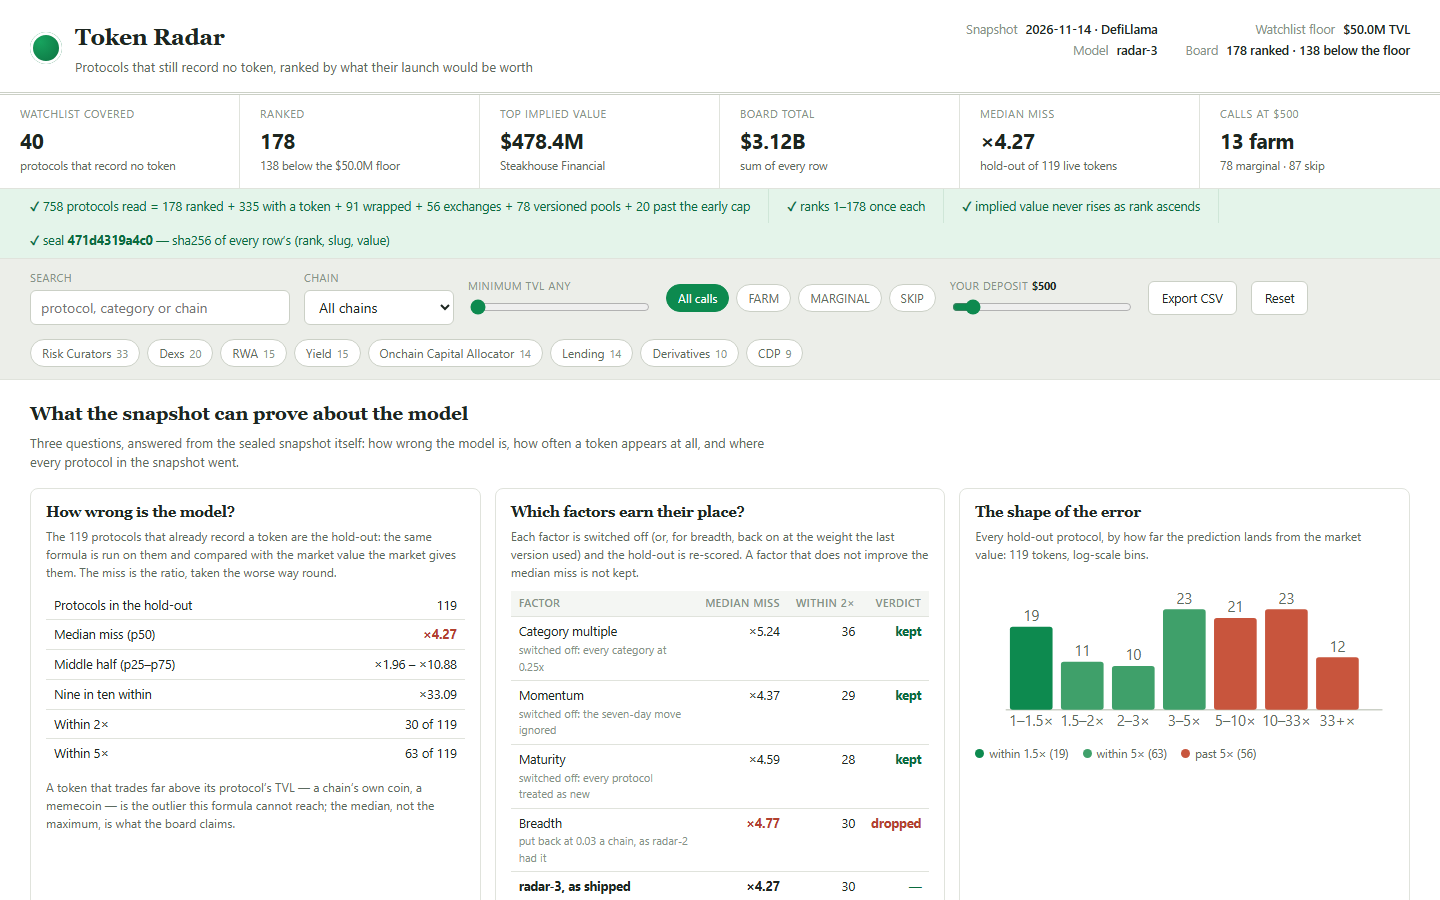 Token Radar
Protocols that still record no token, ranked by what their launch would be worth
Snapshot 2026-11-14 · DefiLlama
Watchlist floor $50.0M TVL
Model radar-3
Board 178 ranked · 138 below the floor
WATCHLIST COVERED
40
protocols that record no token
RANKED
178
138 below the $50.0M floor
TOP IMPLIED VALUE
$478.4M
Steakhouse Financial
BOARD TOTAL
$3.12B
sum of every row
MEDIAN MISS
×4.27
hold-out of 119 live tokens
CALLS AT $500
13 farm
78 marginal · 87 skip
✓ 758 protocols read = 178 ranked + 335 with a token + 91 wrapped + 56 exchanges + 78 versioned pools + 20 past the early cap
✓ ranks 1–178 once each
✓ implied value never rises as rank ascends
✓ seal 471d4319a4c0 — sha256 of every row's (rank, slug, value)
SEARCH
protocol, category or chain
CHAIN
All chains
MINIMUM TVL ANY
All calls
FARM
MARGINAL
SKIP
YOUR DEPOSIT $500
Export CSV
Reset
Risk Curators 33
Dexs 20
RWA 15
Yield 15
Onchain Capital Allocator 14
Lending 14
Derivatives 10
CDP 9
What the snapshot can prove about the model
Three questions, answered from the sealed snapshot itself: how wrong the model is, how often a token appears at all, and where
every protocol in the snapshot went.
How wrong is the model?
The 119 protocols that already record a token are the hold-out: the same
formula is run on them and compared with the market value the market gives
them. The miss is the ratio, taken the worse way round.
Protocols in the hold-out 119
Median miss (p50) ×4.27
Middle half (p25–p75) ×1.96 – ×10.88
Nine in ten within ×33.09
Within 2× 30 of 119
Within 5× 63 of 119
A token that trades far above its protocol's TVL — a chain's own coin, a
memecoin — is the outlier this formula cannot reach; the median, not the
maximum, is what the board claims.
Which factors earn their place?
Each factor is switched off (or, for breadth, back on at the weight the last
version used) and the hold-out is re-scored. A factor that does not improve the
median miss is not kept.
FACTOR MEDIAN MISS WITHIN 2× VERDICT
Category multiple ×5.24 36 kept
switched off: every category at
0.25x
Momentum ×4.37 29 kept
switched off: the seven-day move
ignored
Maturity ×4.59 28 kept
switched off: every protocol
treated as new
Breadth ×4.77 30 dropped
put back at 0.03 a chain, as radar-2
had it
radar-3, as shipped ×4.27 30 —
The shape of the error
Every hold-out protocol, by how far the prediction lands from the market
value: 119 tokens, log-scale bins.
19 11 10 23 21 23 12
1–1.5× 1.5–2× 2–3× 3–5× 5–10× 10–33× 33+×
within 1.5× (19) within 5× (63) past 5× (56)